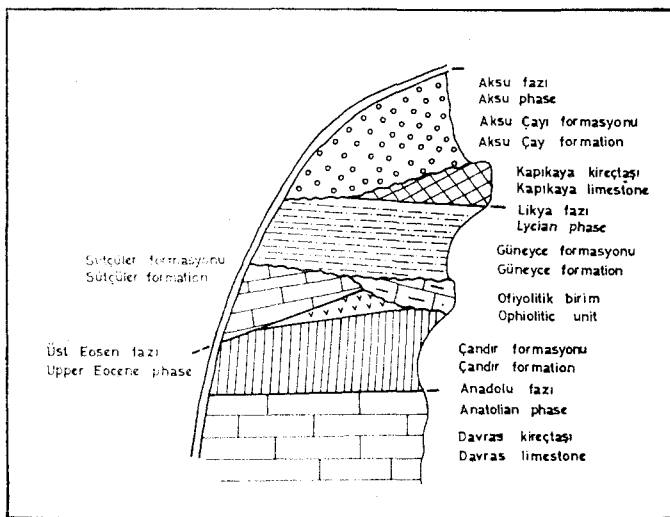 Aksu fazı
Aksu phase
Aksu Çayı formasyonu
Aksu Çay formation
Kapıkaya kireçtaşı
Kapıkaya limestone
Likya fazı
Lycian phase
Güneyce formasyonu
Güneyce formation
Sütçüler formasyonu
Sütçüler formation
Ofiyolitik birim
Ophiolitic unit
Üst Eosen fazı
Upper Eocene phase
Çandır formasyonu
Çandır formation
Anadolu fazı
Anatolian phase
Davras kireçtaşı
Davras limestone